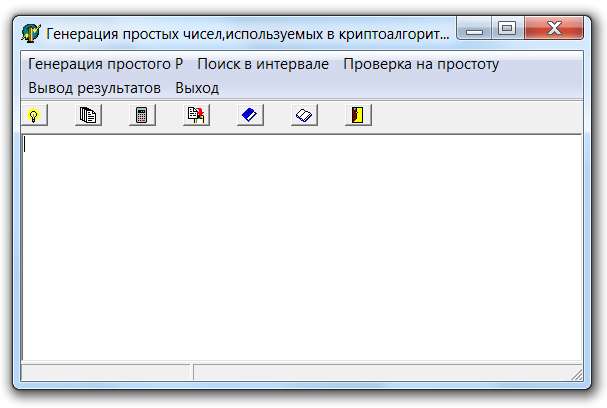 Генерация простых чисел,используемых в криптоалгорит...
Генерация простого P Поиск в интервале Проверка на простоту
Вывод результатов Выход